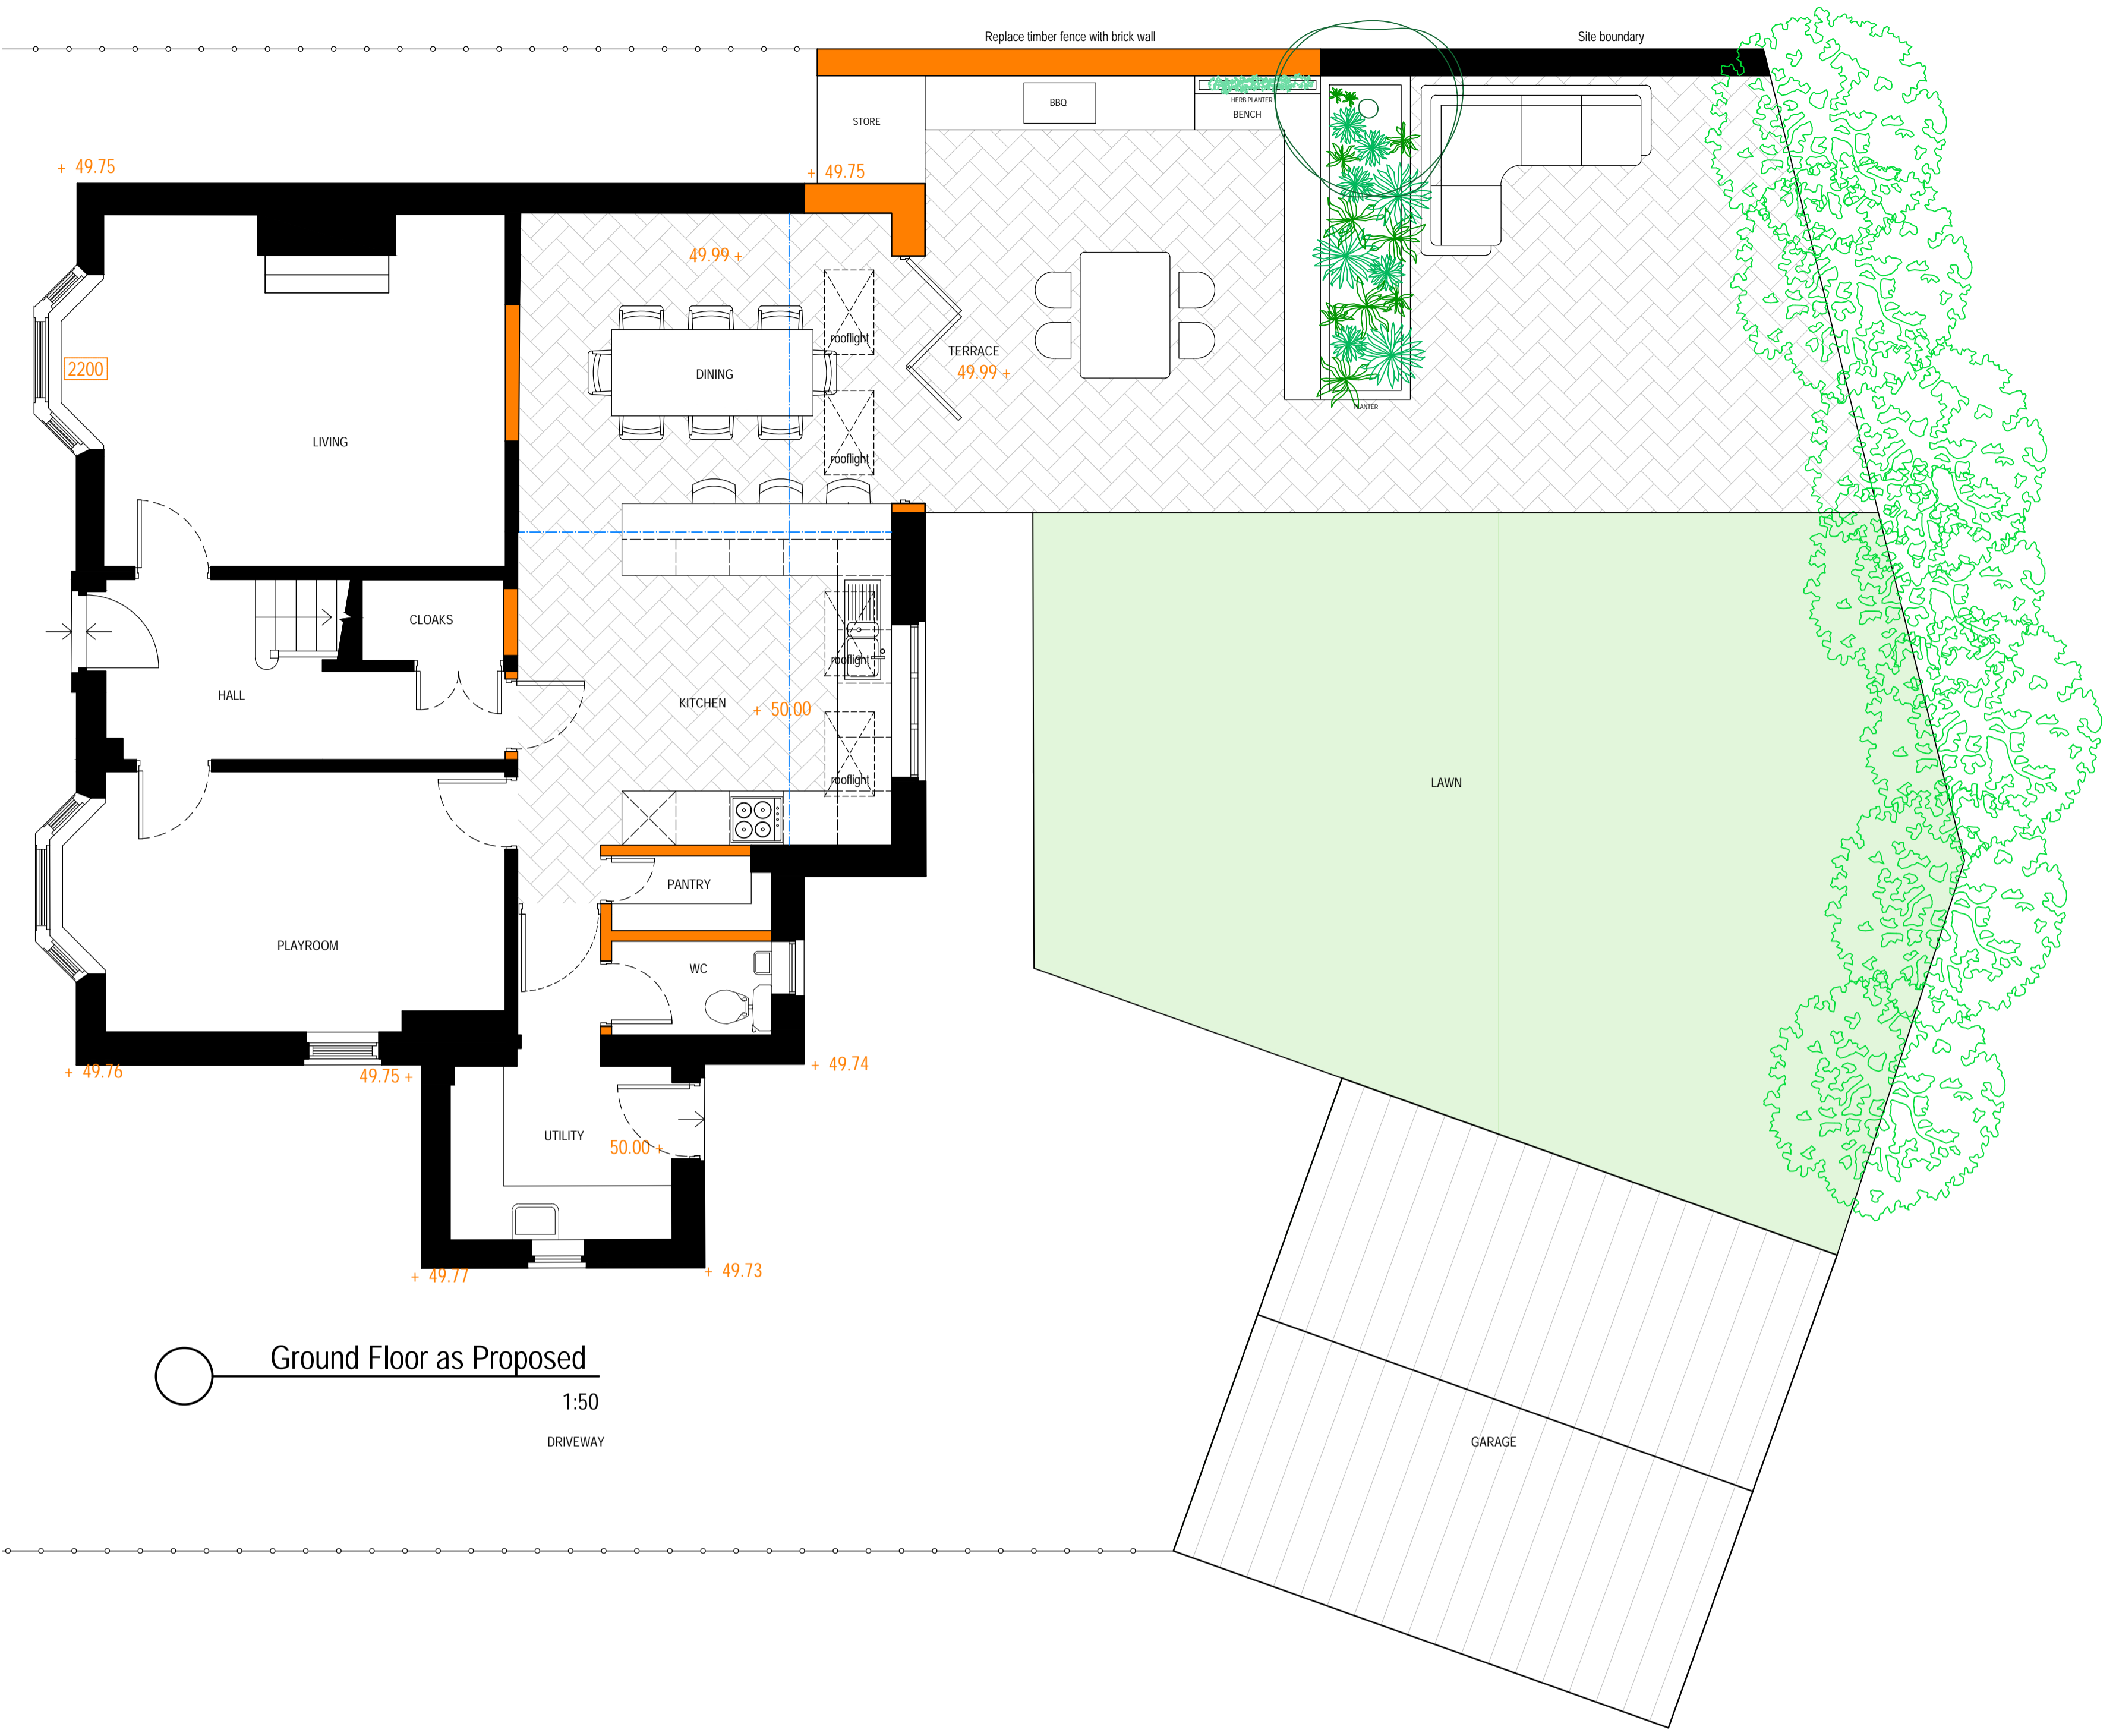 Replace timber fence with brick wall
Site boundary
BBQ
HERB PLANTER
BENCH
STORE
+ 49.75
+ 49.75
49.99 +
rooflight
TERRACE
49.99 +
2200
DINING
PLANTER
LIVING
rooflight
CLOAKS
rooflight
HALL
KITCHEN
+ 50.00
rooflight
LAWN
PANTRY
PLAYROOM
WC
+ 49.76
49.75 +
+ 49.74
UTILITY
50.00 +
+ 49.77
+ 49.73
Ground Floor as Proposed
1:50
DRIVEWAY
GARAGE